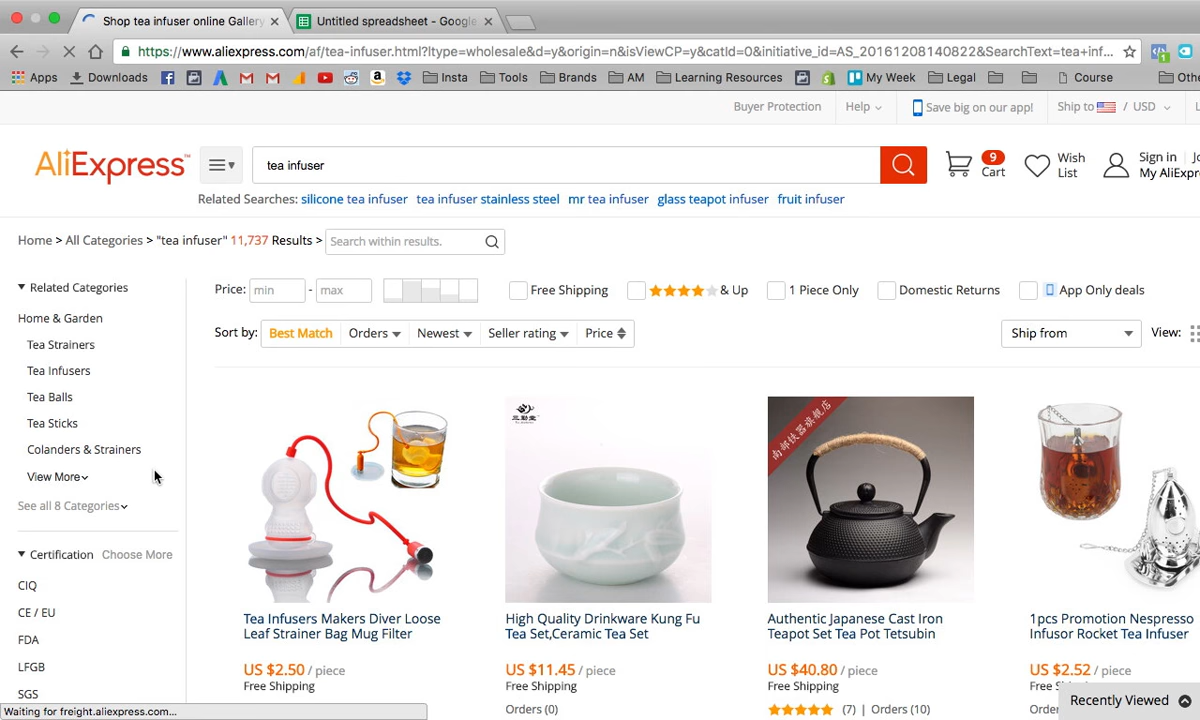 Shop tea infuser online Gallery
Untitled spreadsheet - Google
https://www.aliexpress.com/af/tea-infuser.html?ltype=wholesale&d=y&origin=n&isViewCP=y&catId=0&initiative_id=AS_20161208140822&SearchText=tea+inf...
Apps Downloads Insta Tools Brands AM Learning Resources My Week Legal Course Othe
Buyer Protection Help Save big on our app! Ship to / USD
AliExpress™ tea infuser 9 Cart Wish List Sign in Jo My AliExpre
Related Searches: silicone tea infuser tea infuser stainless steel mr tea infuser glass teapot infuser fruit infuser
Home > All Categories > "tea infuser" 11,737 Results > Search within results.
Related Categories
Home & Garden
Tea Strainers
Tea Infusers
Tea Balls
Tea Sticks
Colanders & Strainers
View More
See all 8 Categories
Certification Choose More
CIQ
CE / EU
FDA
LFGB
SGS
Price: min - max Free Shipping & Up 1 Piece Only Domestic Returns App Only deals
Sort by: Best Match Orders Newest Seller rating Price Ship from View:
Tea Infusers Makers Diver Loose
Leaf Strainer Bag Mug Filter
US $2.50 / piece
Free Shipping
High Quality Drinkware Kung Fu
Tea Set,Ceramic Tea Set
US $11.45 / piece
Free Shipping
Orders (0)
南部铁器旗舰店
Authentic Japanese Cast Iron
Teapot Set Tea Pot Tetsubin
US $40.80 / piece
Free Shipping
(7) | Orders (10)
1pcs Promotion Nespresso
Infusor Rocket Tea Infuser
US $2.52 / piece
Recently Viewed
Waiting for freight.aliexpress.com...